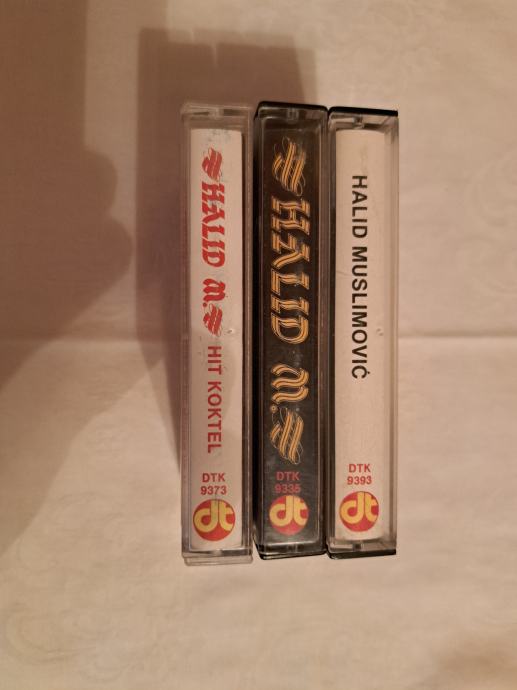 HALID M. HIT KOKTEL
DTK
9373
dt
HALID M.
DTK
9335
dt
HALID MUSLIMOVIĆ
DTK
9393
dt